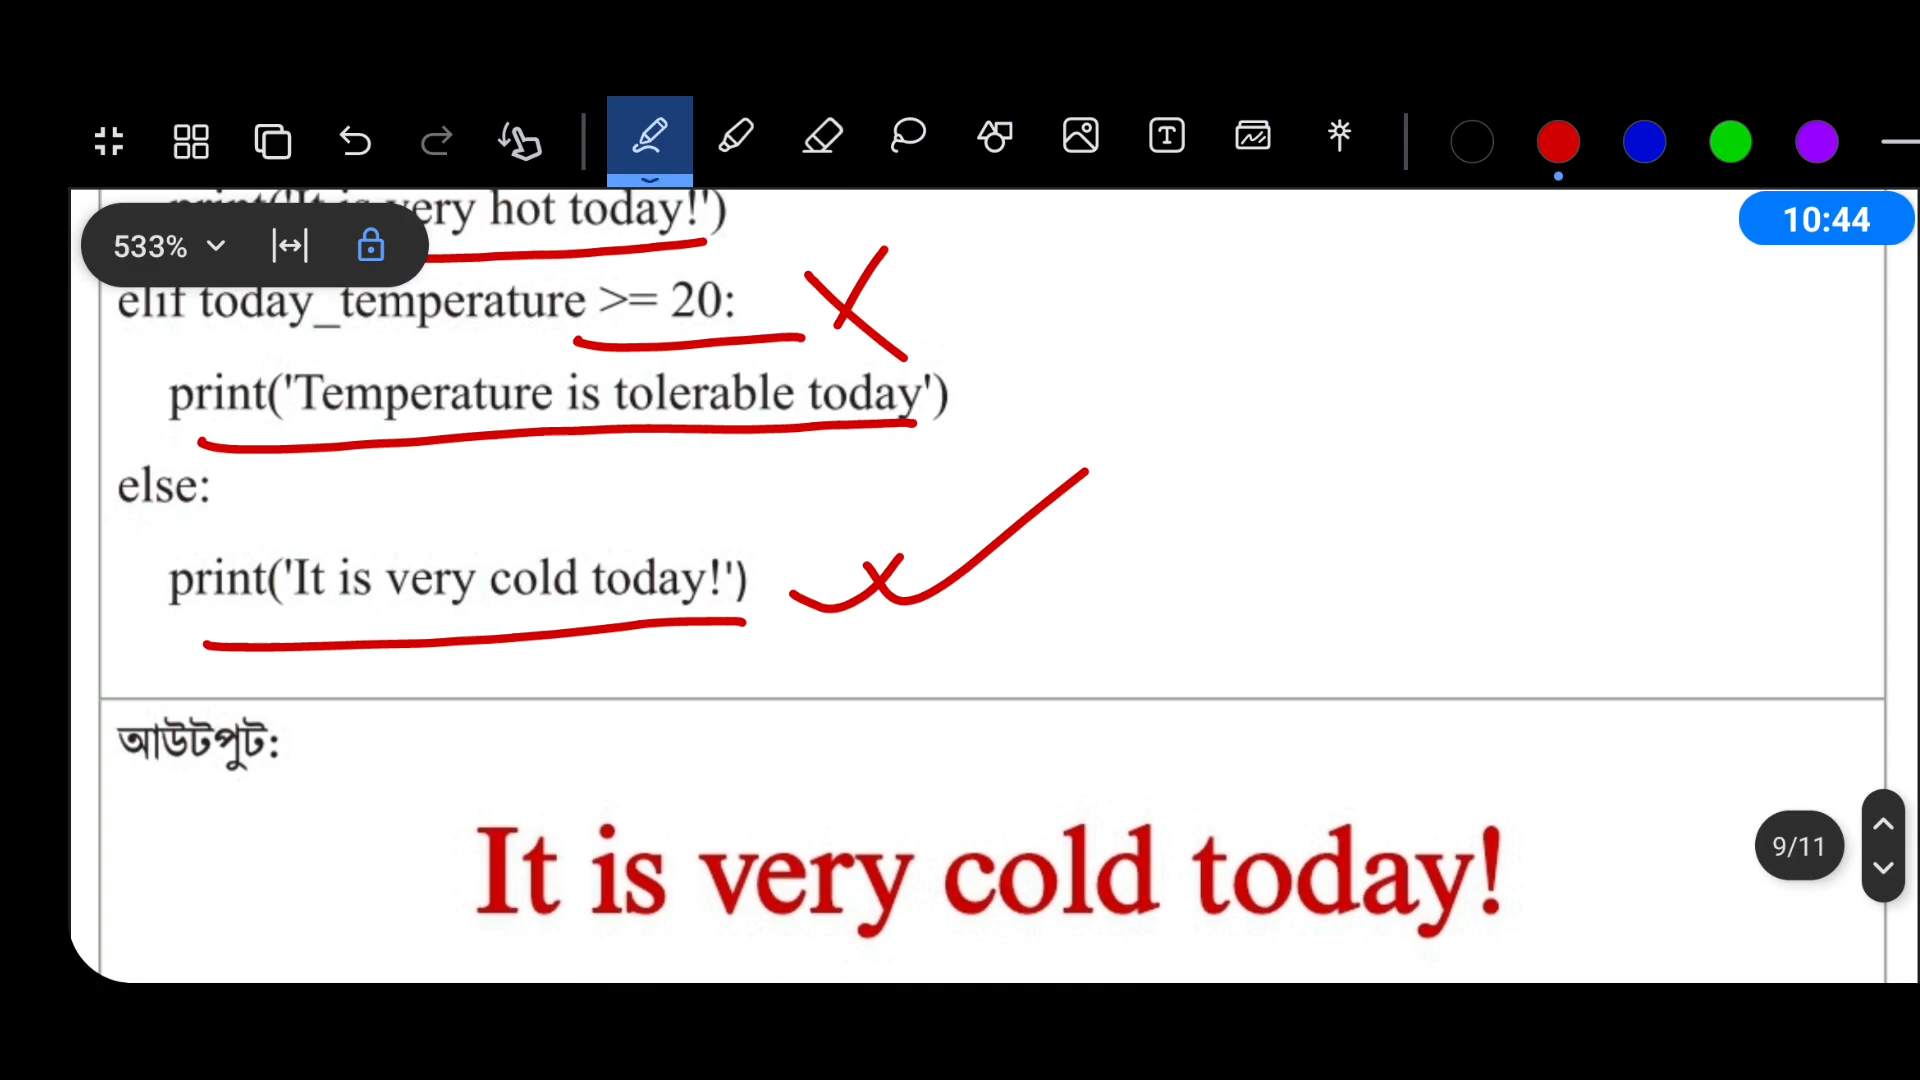 10:44
533%
very hot today!')
elif today_temperature >= 20:
print('Temperature is tolerable today')
else:
print('It is very cold today!')
আউটপুট:
It is very cold today!
9/11